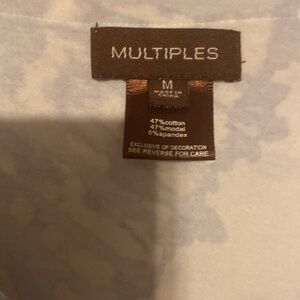 MULTIPLES
M
MADE IN
CHINA
47%cotton
47%modal
6%spandex
EXCLUSIVE OF DECORATION
SEE REVERSE FOR CARE